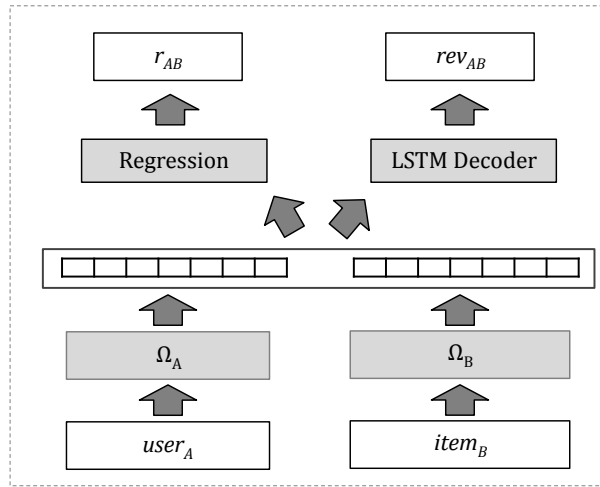 r_AB rev_AB
Regression LSTM Decoder
Ω_A Ω_B
user_A item_B